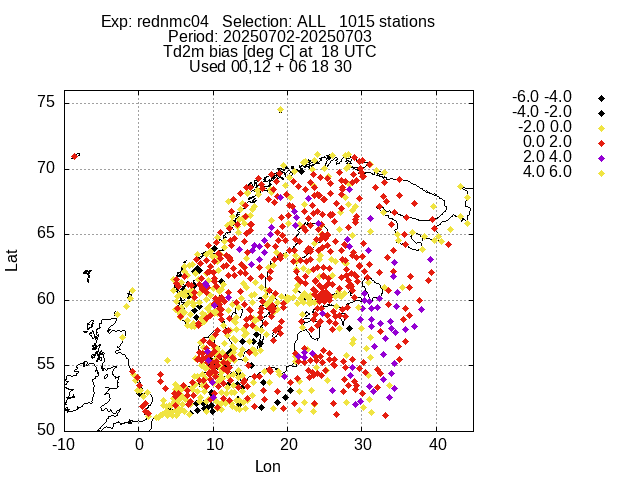 Exp: rednmc04 Selection: ALL 1015 stations
Period: 20250702-20250703
Td2m bias [deg C] at 18 UTC
Used 00,12 + 06 18 30
-6.0 -4.0
-4.0 -2.0
-2.0 0.0
0.0 2.0
2.0 4.0
4.0 6.0
75
70
65
60
55
50
Lat
-10 0 10 20 30 40
Lon